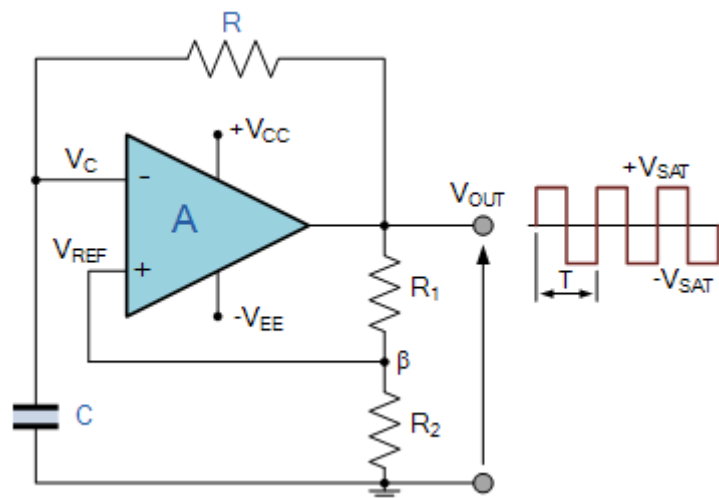 R
+VCC
VC
-
A
VREF
+
-VEE
R1
β
R2
C
VOUT
+VSAT
T
-VSAT